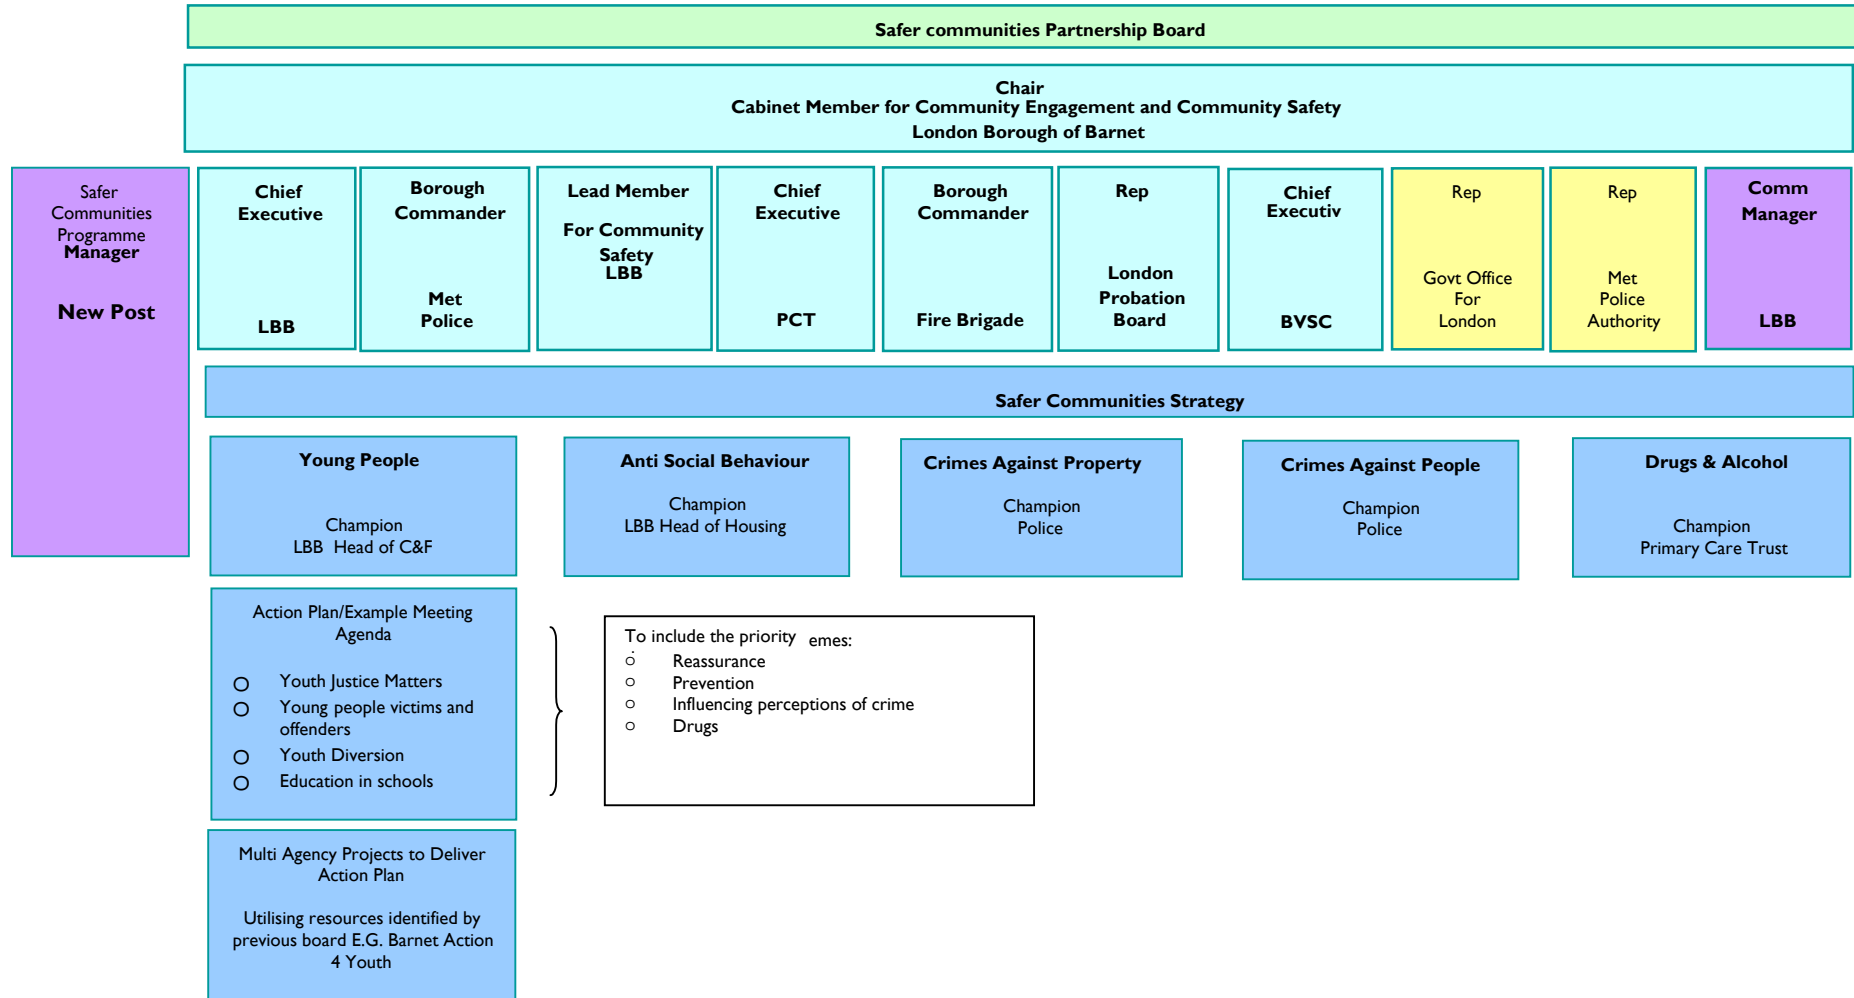 Safer communities Partnership Board
Chair
Cabinet Member for Community Engagement and Community Safety
London Borough of Barnet
Safer
Communities
Programme
Manager
New Post
Chief
Executive
LBB
Borough
Commander
Met
Police
Lead Member
For Community
Safety
LBB
Chief
Executive
PCT
Borough
Commander
Fire Brigade
Rep
London
Probation
Board
Chief
Executiv
BVSC
Rep
Govt Office
For
London
Rep
Met
Police
Authority
Comm
Manager
LBB
Safer Communities Strategy
Young People
Champion
LBB Head of C&F
Anti Social Behaviour
Champion
LBB Head of Housing
Crimes Against Property
Champion
Police
Crimes Against People
Champion
Police
Drugs & Alcohol
Champion
Primary Care Trust
Action Plan/Example Meeting
Agenda
o Youth Justice Matters
o Young people victims and
offenders
o Youth Diversion
o Education in schools
To include the priority emes:
o Reassurance
o Prevention
o Influencing perceptions of crime
o Drugs
Multi Agency Projects to Deliver
Action Plan
Utilising resources identified by
previous board E.G. Barnet Action
4 Youth